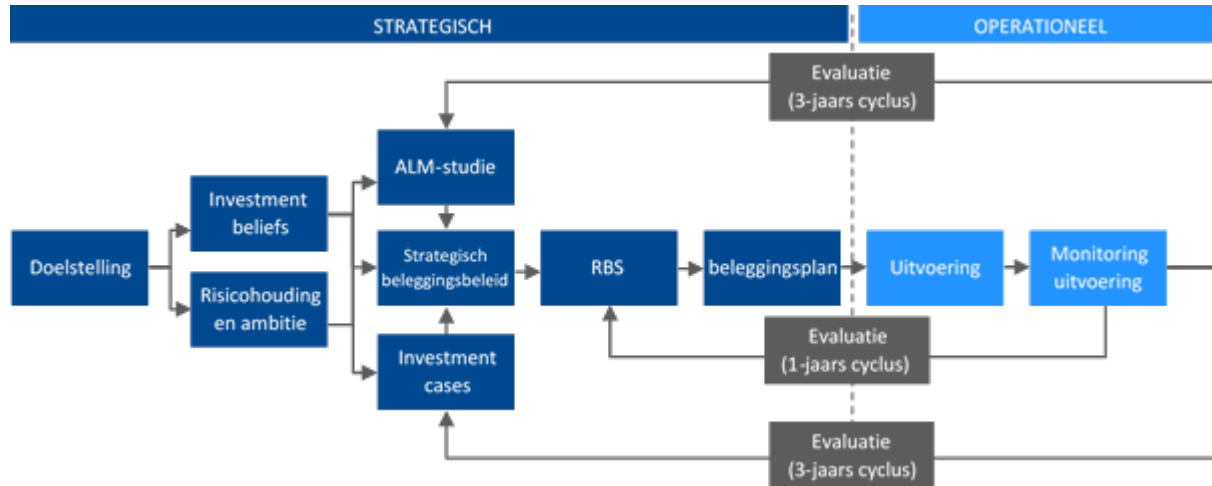 STRATEGISCH
OPERATIONEEL
Evaluatie
(3-jaars cyclus)
ALM-studie
Investment
beliefs
Doelstelling
Strategisch
beleggingsbeleid
RBS
beleggingsplan
Uitvoering
Monitoring
uitvoering
Risicohouding
en ambitie
Evaluatie
(1-jaars cyclus)
Investment
cases
Evaluatie
(3-jaars cyclus)